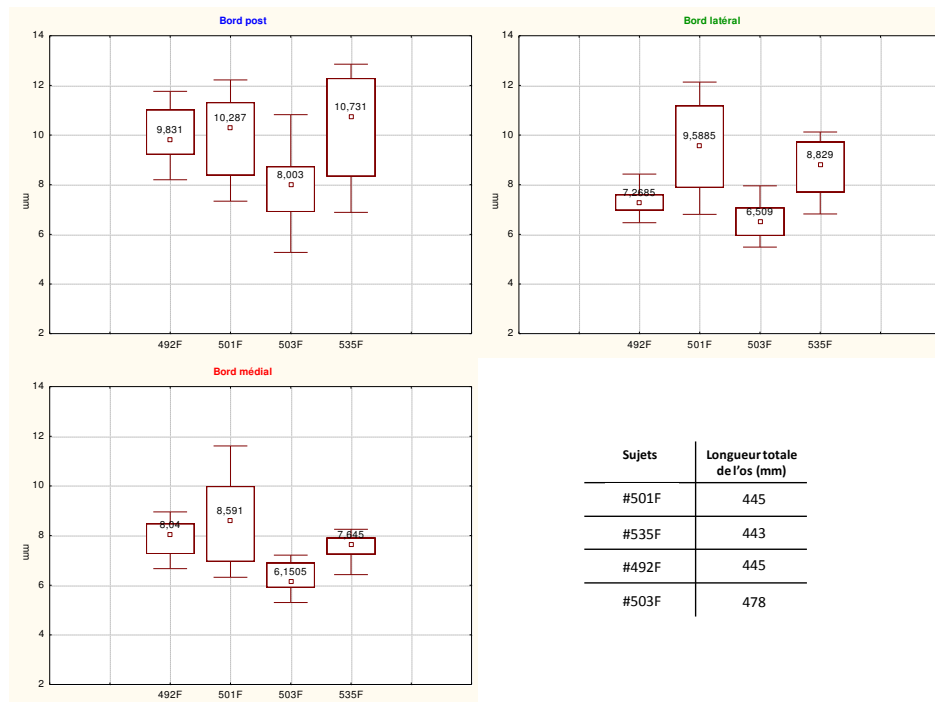 Bord post
14
12
10
8
6
4
2
mm
9,831
10,287
8,003
10,731
492F 501F 503F 535F
Bord latéral
14
12
10
8
6
4
2
mm
7,2685
9,5885
6,509
8,829
492F 501F 503F 535F
Bord médial
14
12
10
8
6
4
2
mm
8,04
8,591
6,1505
7,645
492F 501F 503F 535F
Sujets Longueur totale
de l'os (mm)
#501F 445
#535F 443
#492F 445
#503F 478